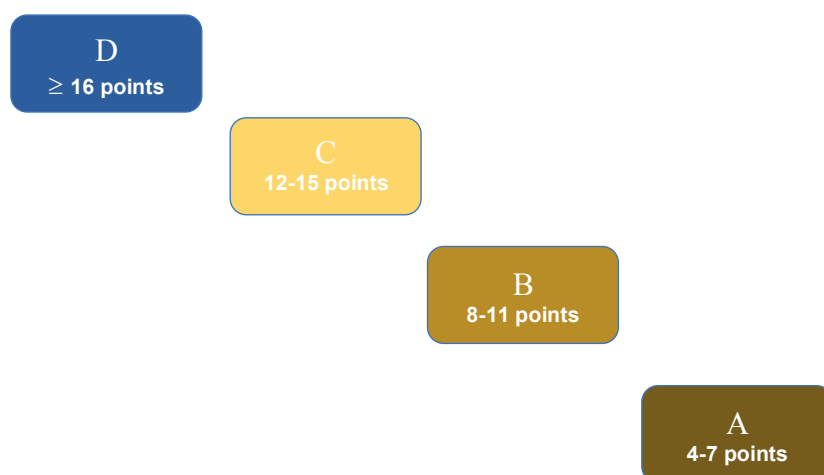 D
≥ 16 points
C
12-15 points
B
8-11 points
A
4-7 points